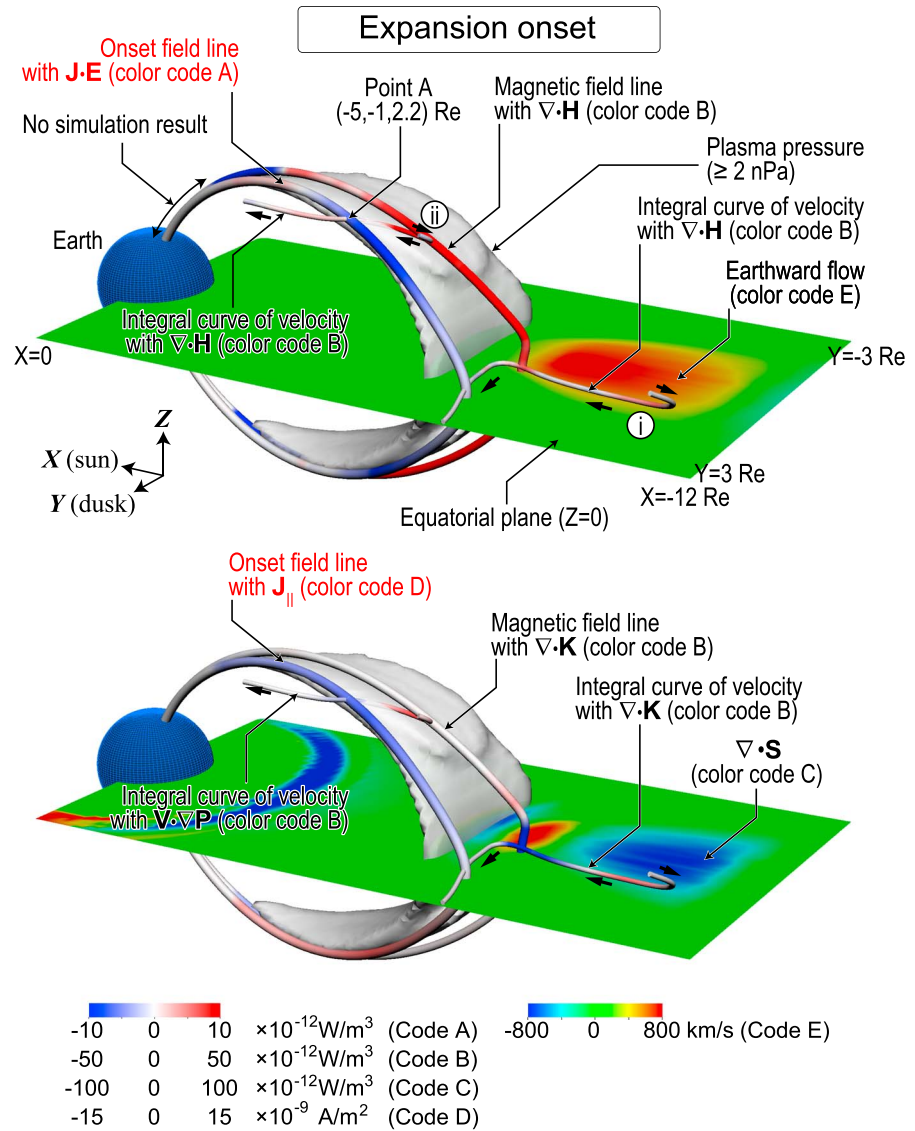 Expansion onset
Onset field line
with J·E (color code A)
Point A
(-5,-1,2.2) Re
Magnetic field line
with ∇·H (color code B)
No simulation result
Plasma pressure
(≥ 2 nPa)
Integral curve of velocity
with ∇·H (color code B)
ii
Earth
Earthward flow
(color code E)
Integral curve of velocity
with ∇·H (color code B)
X=0
Y=-3 Re
i
Z
X (sun)
Y (dusk)
Y=3 Re
X=-12 Re
Equatorial plane (Z=0)
Onset field line
with J|| (color code D)
Magnetic field line
with ∇·K (color code B)
Integral curve of velocity
with ∇·K (color code B)
∇·S
(color code C)
Integral curve of velocity
with V·∇P (color code B)
-10 0 10 ×10-12W/m3 (Code A)
-50 0 50 ×10-12W/m3 (Code B)
-100 0 100 ×10-12W/m3 (Code C)
-15 0 15 ×10-9 A/m2 (Code D)
-800 0 800 km/s (Code E)